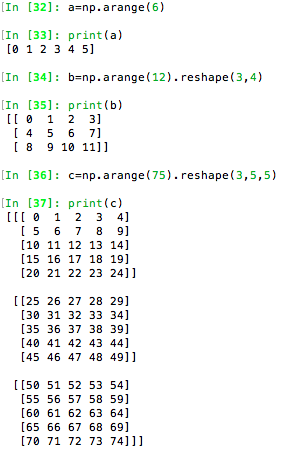 In [32]: a=np.arange(6)
In [33]: print(a)
[0 1 2 3 4 5]
In [34]: b=np.arange(12).reshape(3,4)
In [35]: print(b)
[[ 0  1  2  3]
 [ 4  5  6  7]
 [ 8  9 10 11]]
In [36]: c=np.arange(75).reshape(3,5,5)
In [37]: print(c)
[[[ 0  1  2  3  4]
  [ 5  6  7  8  9]
  [10 11 12 13 14]
  [15 16 17 18 19]
  [20 21 22 23 24]]
 [[25 26 27 28 29]
  [30 31 32 33 34]
  [35 36 37 38 39]
  [40 41 42 43 44]
  [45 46 47 48 49]]
 [[50 51 52 53 54]
  [55 56 57 58 59]
  [60 61 62 63 64]
  [65 66 67 68 69]
  [70 71 72 73 74]]]